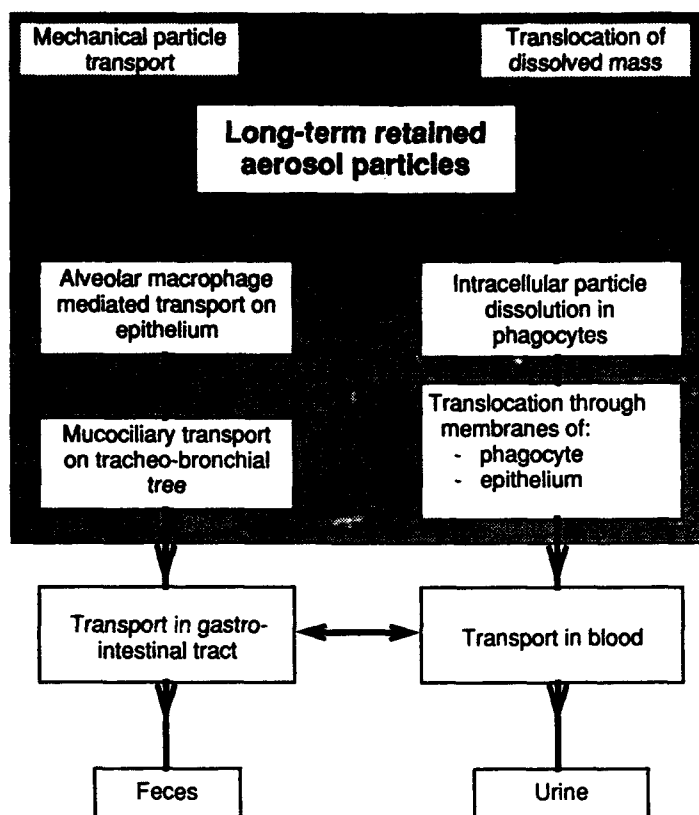 Mechanical particle
transport
Translocation of
dissolved mass
Long-term retained
aerosol particles
Alveolar macrophage
mediated transport on
epithelium
Intracellular particle
dissolution in
phagocytes
Mucociliary transport
on tracheo-bronchial
tree
Translocation through
membranes of:
- phagocyte
- epithelium
Transport in gastro-
intestinal tract
Transport in blood
Feces
Urine